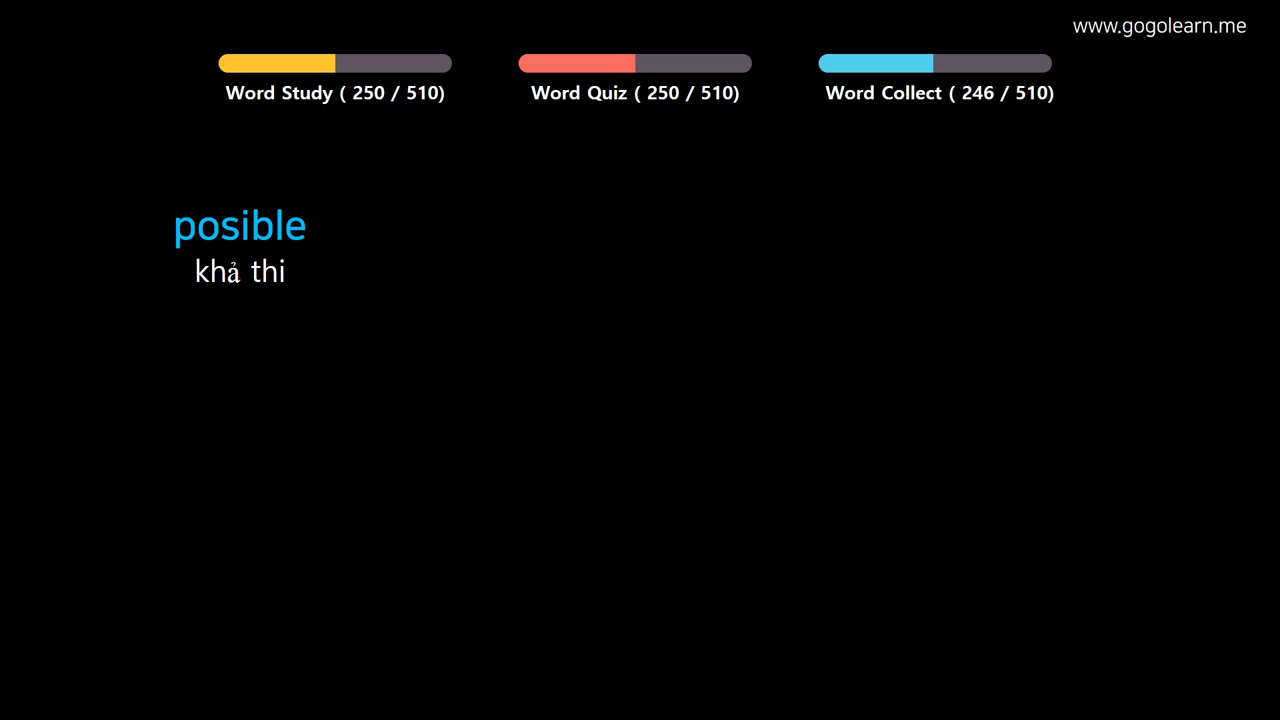 www.gogolearn.me
Word Study ( 250 / 510)
Word Quiz ( 250 / 510)
Word Collect ( 246 / 510)
posible
khả thi